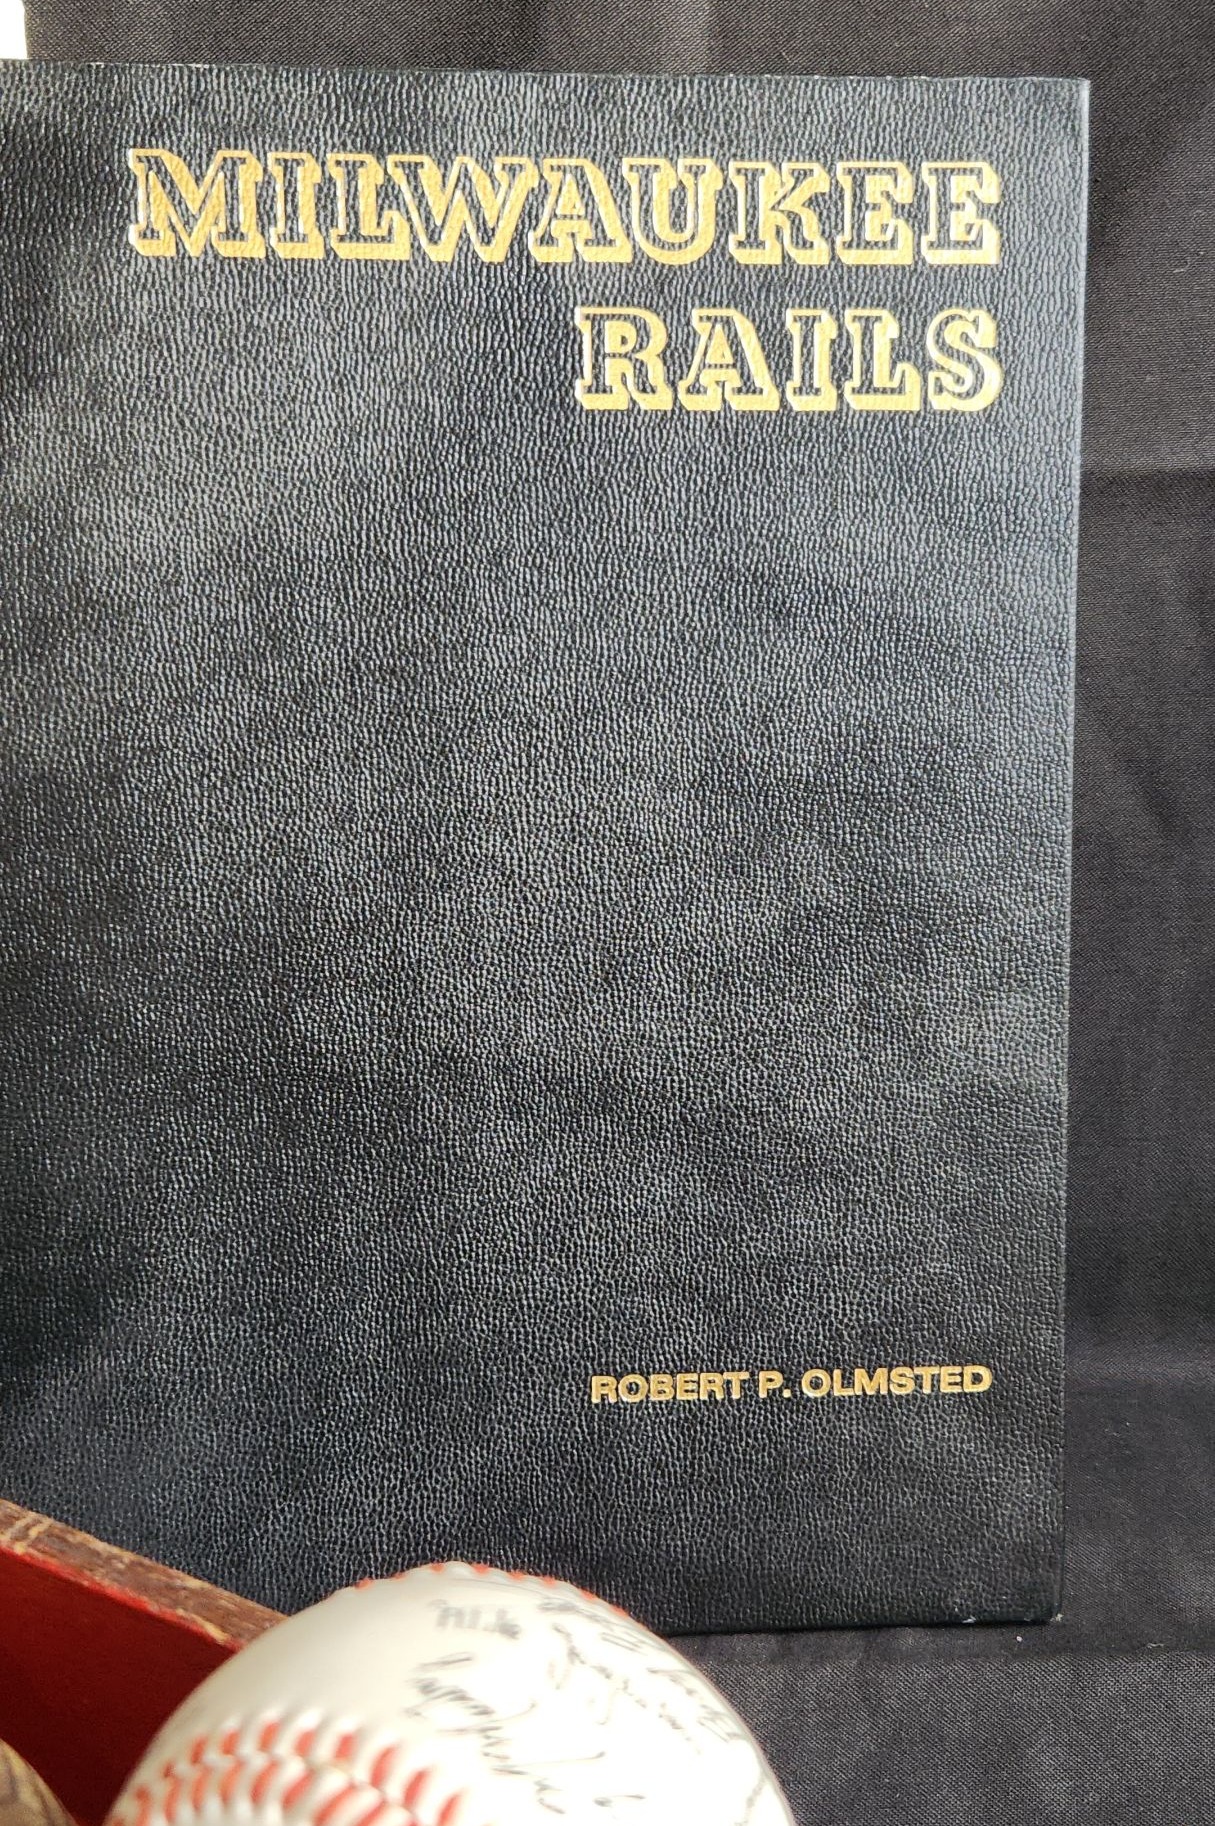 MILWAUKEE
RAILS
ROBERT P. OLMSTED